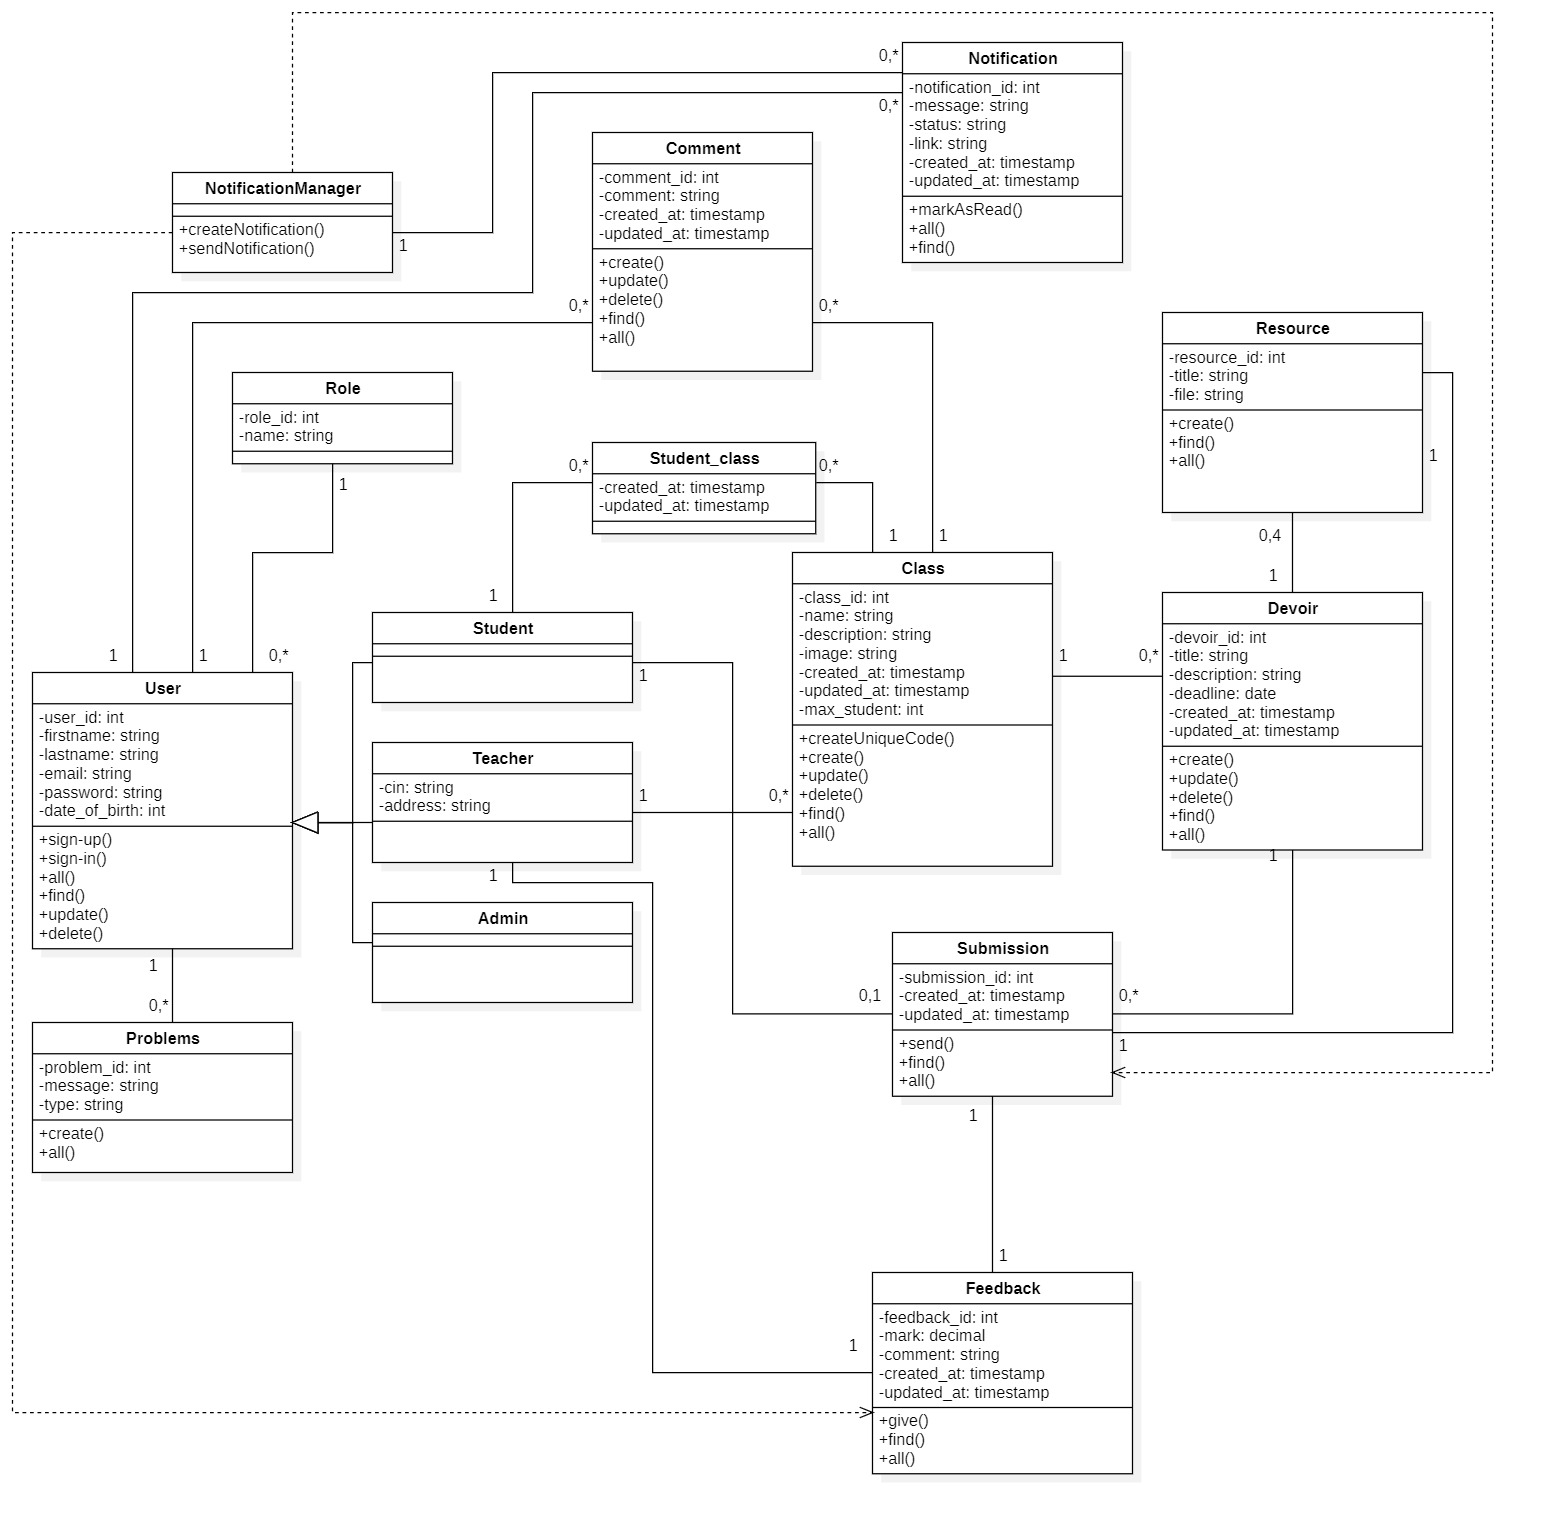 0,*
Notification
-notification_id: int
-message: string
-status: string
-link: string
-created_at: timestamp
-updated_at: timestamp
+markAsRead()
+all()
+find()
0,*
Comment
-comment_id: int
-comment: string
-created_at: timestamp
-updated_at: timestamp
+create()
+update()
+delete()
+find()
+all()
0,*
0,*
NotificationManager
+createNotification()
+sendNotification()
1
Resource
-resource_id: int
-title: string
-file: string
+create()
+find()
+all()
1
0,4
1
Role
-role_id: int
-name: string
1
0,*
Student_class
-created_at: timestamp
-updated_at: timestamp
0,*
0,*
1
1
1
Class
-class_id: int
-name: string
-description: string
-image: string
-created_at: timestamp
-updated_at: timestamp
-max_student: int
+createUniqueCode()
+create()
+update()
+delete()
+find()
+all()
1
0,*
Devoir
-devoir_id: int
-title: string
-description: string
-deadline: date
-created_at: timestamp
-updated_at: timestamp
+create()
+update()
+delete()
+find()
+all()
1
Student
1
1
1
User
-user_id: int
-firstname: string
-lastname: string
-email: string
-password: string
-date_of_birth: int
+sign-up()
+sign-in()
+all()
+find()
+update()
+delete()
1
0,*
Teacher
-cin: string
-address: string
1
0,*
1
Admin
Submission
-submission_id: int
-created_at: timestamp
-updated_at: timestamp
+send()
+find()
+all()
0,1
0,*
1
1
Problems
-problem_id: int
-message: string
-type: string
+create()
+all()
1
Feedback
-feedback_id: int
-mark: decimal
-comment: string
-created_at: timestamp
-updated_at: timestamp
+give()
+find()
+all()
1